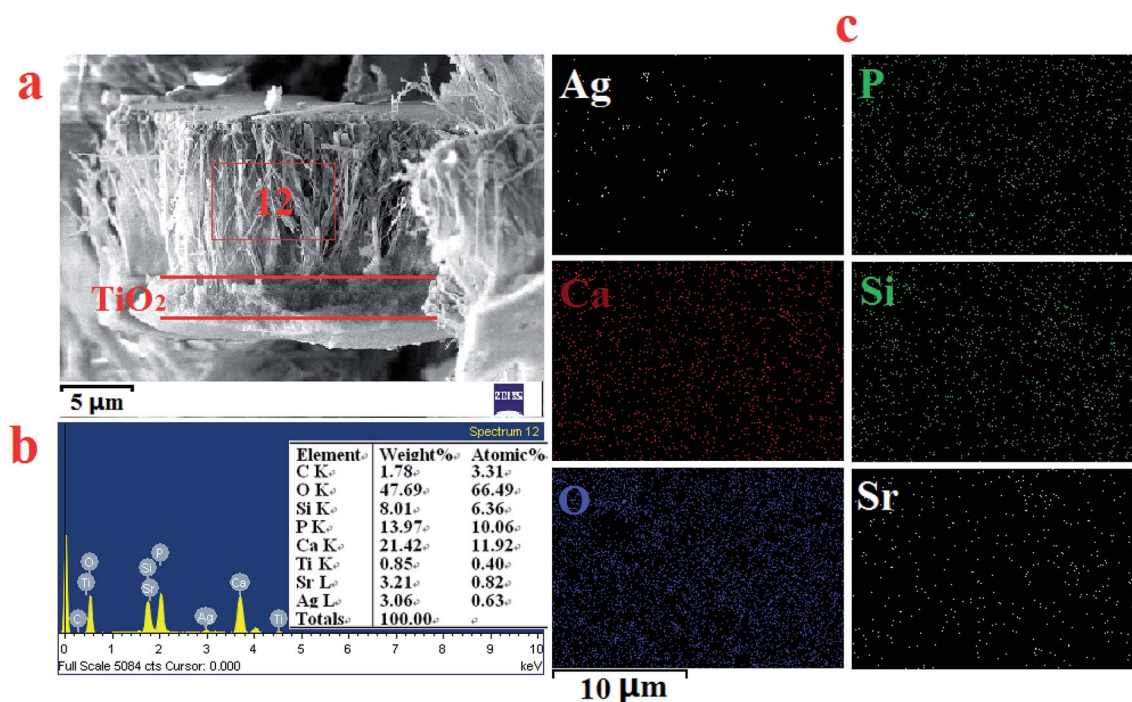 a
12
TiO₂
5 μm
ZEISS
b
Spectrum 12
Element Weight% Atomic%
C K 1.78 3.31
O K 47.69 66.49
Si K 8.01 6.36
P K 13.97 10.06
Ca K 21.42 11.92
Ti K 0.85 0.40
Sr L 3.21 0.82
Ag L 3.06 0.63
Totals 100.00
C
Ti
O
Sr
Si
P
Ag
Ca
Ti
0 1 2 3 4 5 6 7 8 9 10
Full Scale 5084 cts Cursor: 0.000 keV
c
Ag
P
Ca
Si
O
Sr
10 μm